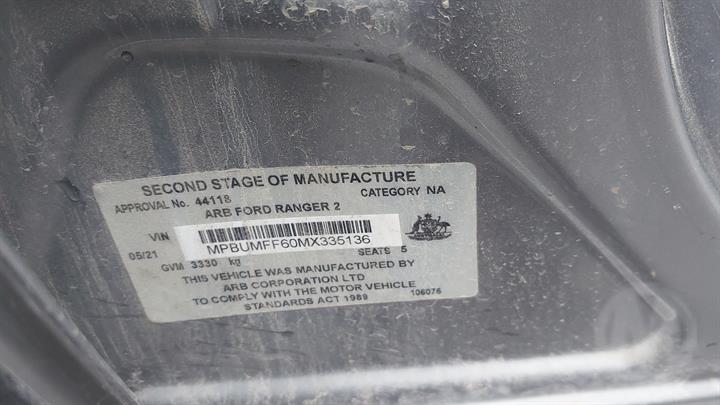 SECOND STAGE OF MANUFACTURE
APPROVAL No. 44118 CATEGORY NA
ARB FORD RANGER 2
VIN MPBUMFF60MX335136
05/21 SEATS 5
GVM 3330 kg
THIS VEHICLE WAS MANUFACTURED BY
ARB CORPORATION LTD
TO COMPLY WITH THE MOTOR VEHICLE 106076
STANDARDS ACT 1989